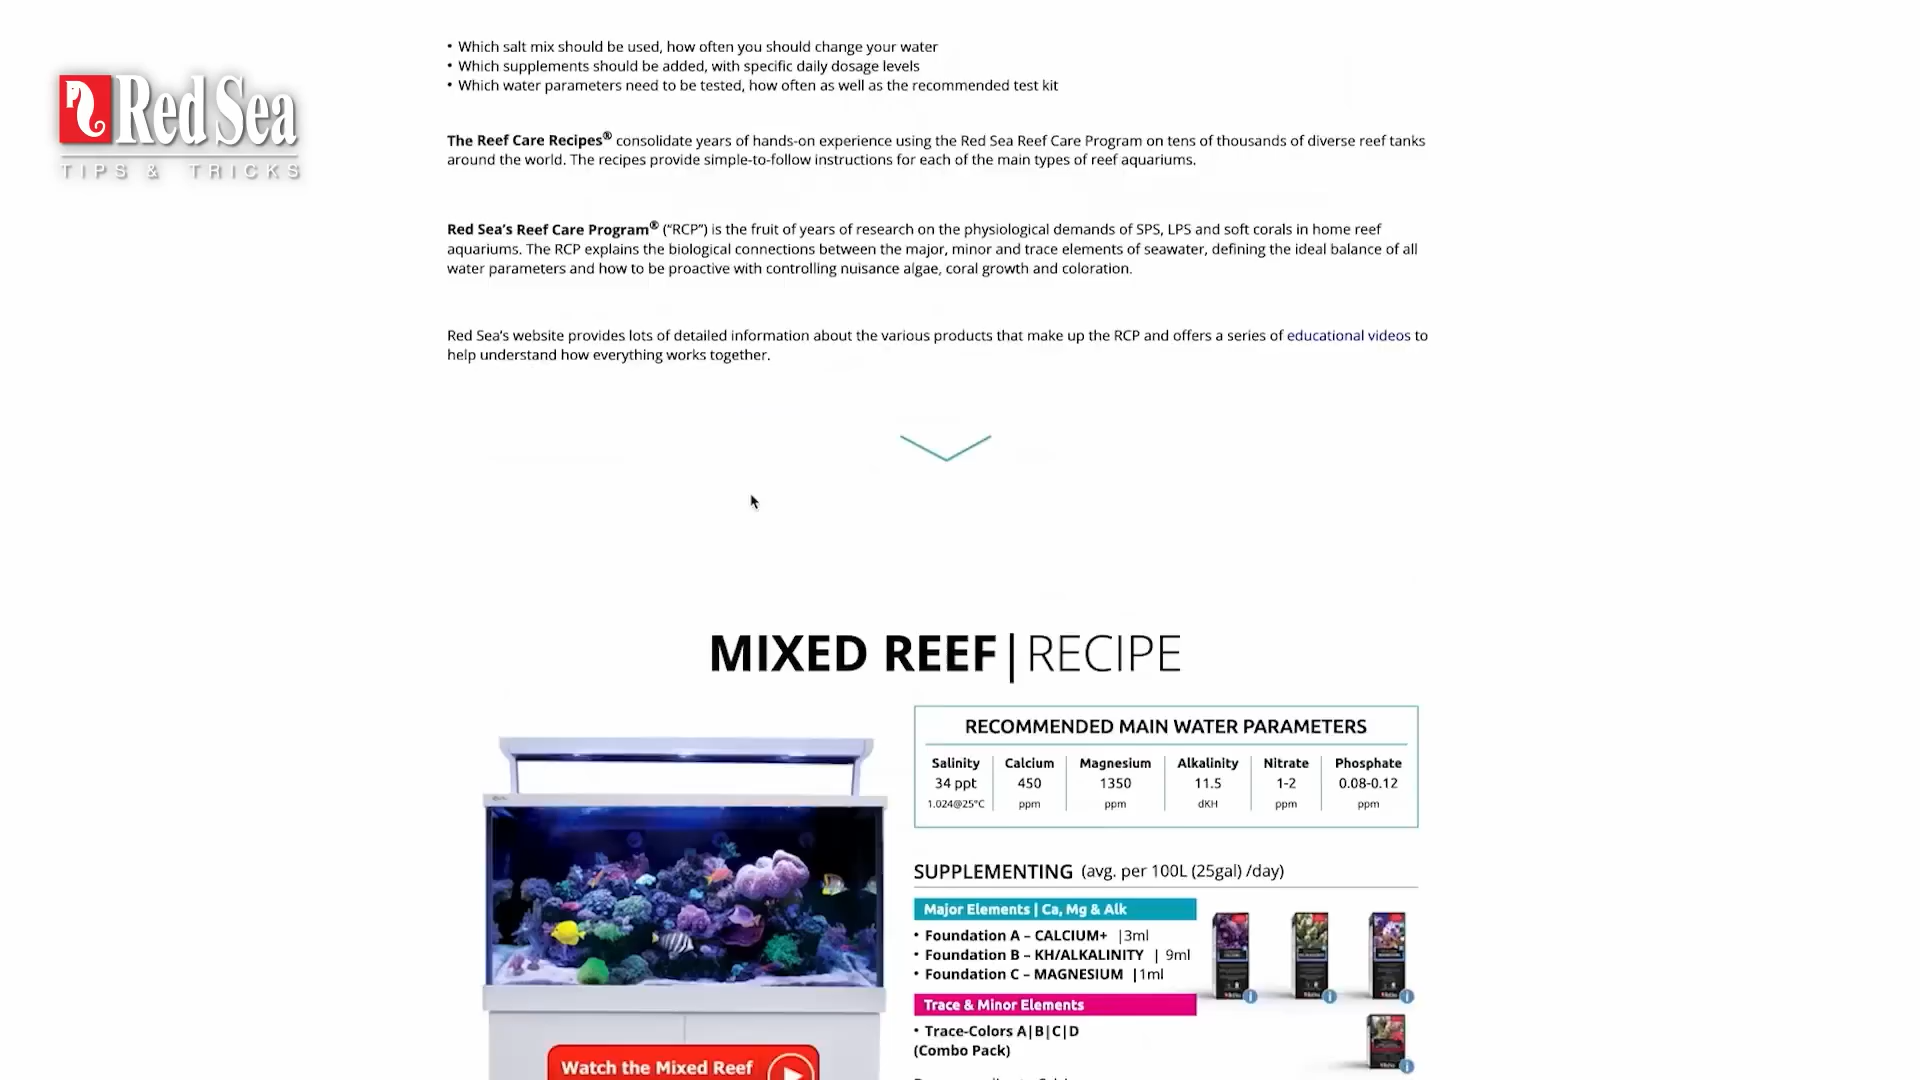 • Which salt mix should be used, how often you should change your water
• Which supplements should be added, with specific daily dosage levels
• Which water parameters need to be tested, how often as well as the recommended test kit
Red Sea
TIPS & TRICKS
The Reef Care Recipes® consolidate years of hands-on experience using the Red Sea Reef Care Program on tens of thousands of diverse reef tanks
around the world. The recipes provide simple-to-follow instructions for each of the main types of reef aquariums.
Red Sea's Reef Care Program® ("RCP") is the fruit of years of research on the physiological demands of SPS, LPS and soft corals in home reef
aquariums. The RCP explains the biological connections between the major, minor and trace elements of seawater, defining the ideal balance of all
water parameters and how to be proactive with controlling nuisance algae, coral growth and coloration.
Red Sea's website provides lots of detailed information about the various products that make up the RCP and offers a series of educational videos to
help understand how everything works together.
MIXED REEF | RECIPE
RECOMMENDED MAIN WATER PARAMETERS
Salinity Calcium Magnesium Alkalinity Nitrate Phosphate
34 ppt 450 1350 11.5 1-2 0.08-0.12
1.024@25°C ppm ppm dKH ppm ppm
SUPPLEMENTING (avg. per 100L (25gal) /day)
Major Elements | Ca, Mg & Alk
• Foundation A – CALCIUM+ |3ml
• Foundation B – KH/ALKALINITY | 9ml
• Foundation C – MAGNESIUM |1ml
Trace & Minor Elements
• Trace-Colors A|B|C|D
(Combo Pack)
Watch the Mixed Reef